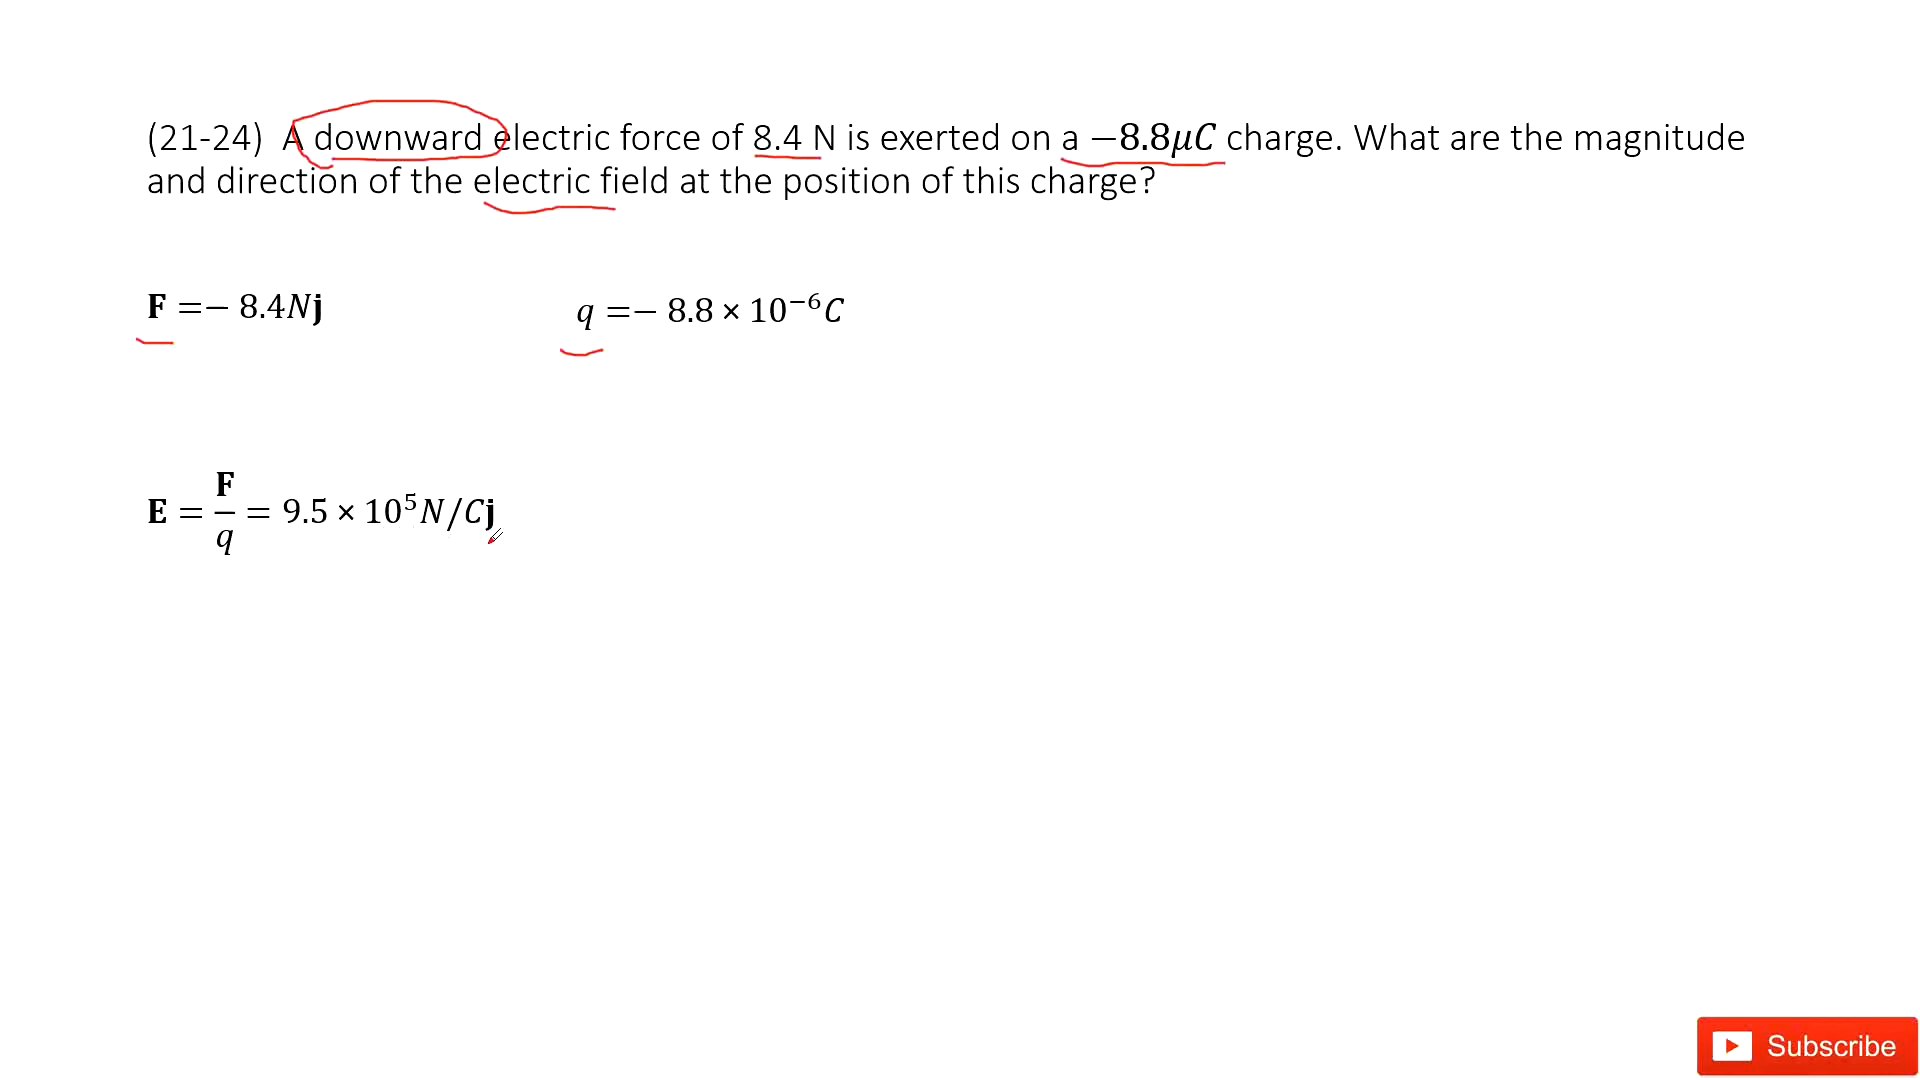 (21-24) A downward electric force of 8.4 N is exerted on a −8.8μC charge. What are the magnitude
and direction of the electric field at the position of this charge?
𝐅 =− 8.4N𝐣
q =− 8.8 × 10⁻⁶C
𝐄 = 𝐅/q = 9.5 × 10⁵N/C𝐣
Subscribe